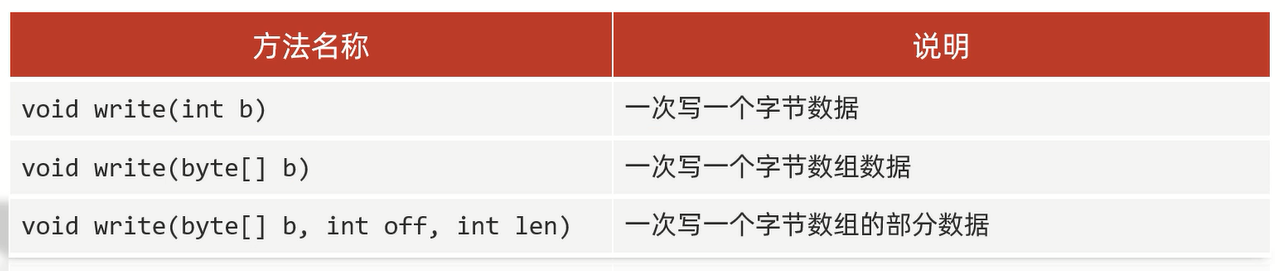 方法名称 说明
void write(int b) 一次写一个字节数据
void write(byte[] b) 一次写一个字节数组数据
void write(byte[] b, int off, int len) 一次写一个字节数组的部分数据